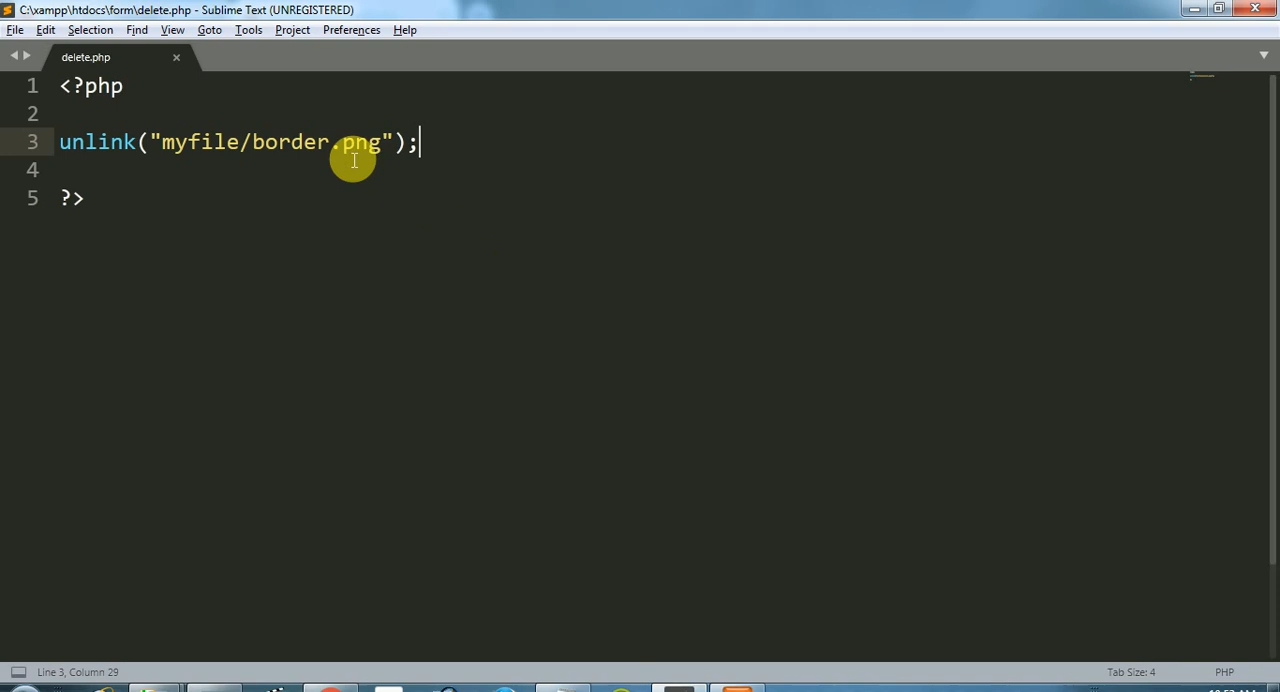 C:\xampp\htdocs\form\delete.php - Sublime Text (UNREGISTERED)
File Edit Selection Find View Goto Tools Project Preferences Help
delete.php
1 <?php
2
3 unlink("myfile/border.png");
4
5 ?>
Line 3, Column 29 Tab Size: 4 PHP